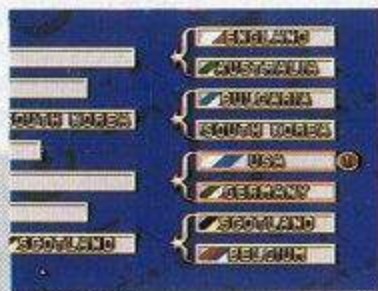 ENGLAND
AUSTRALIA
BULGARIA
SOUTH KOREA
SOUTH KOREA
USA
GERMANY
SCOTLAND
SCOTLAND
BELGIUM